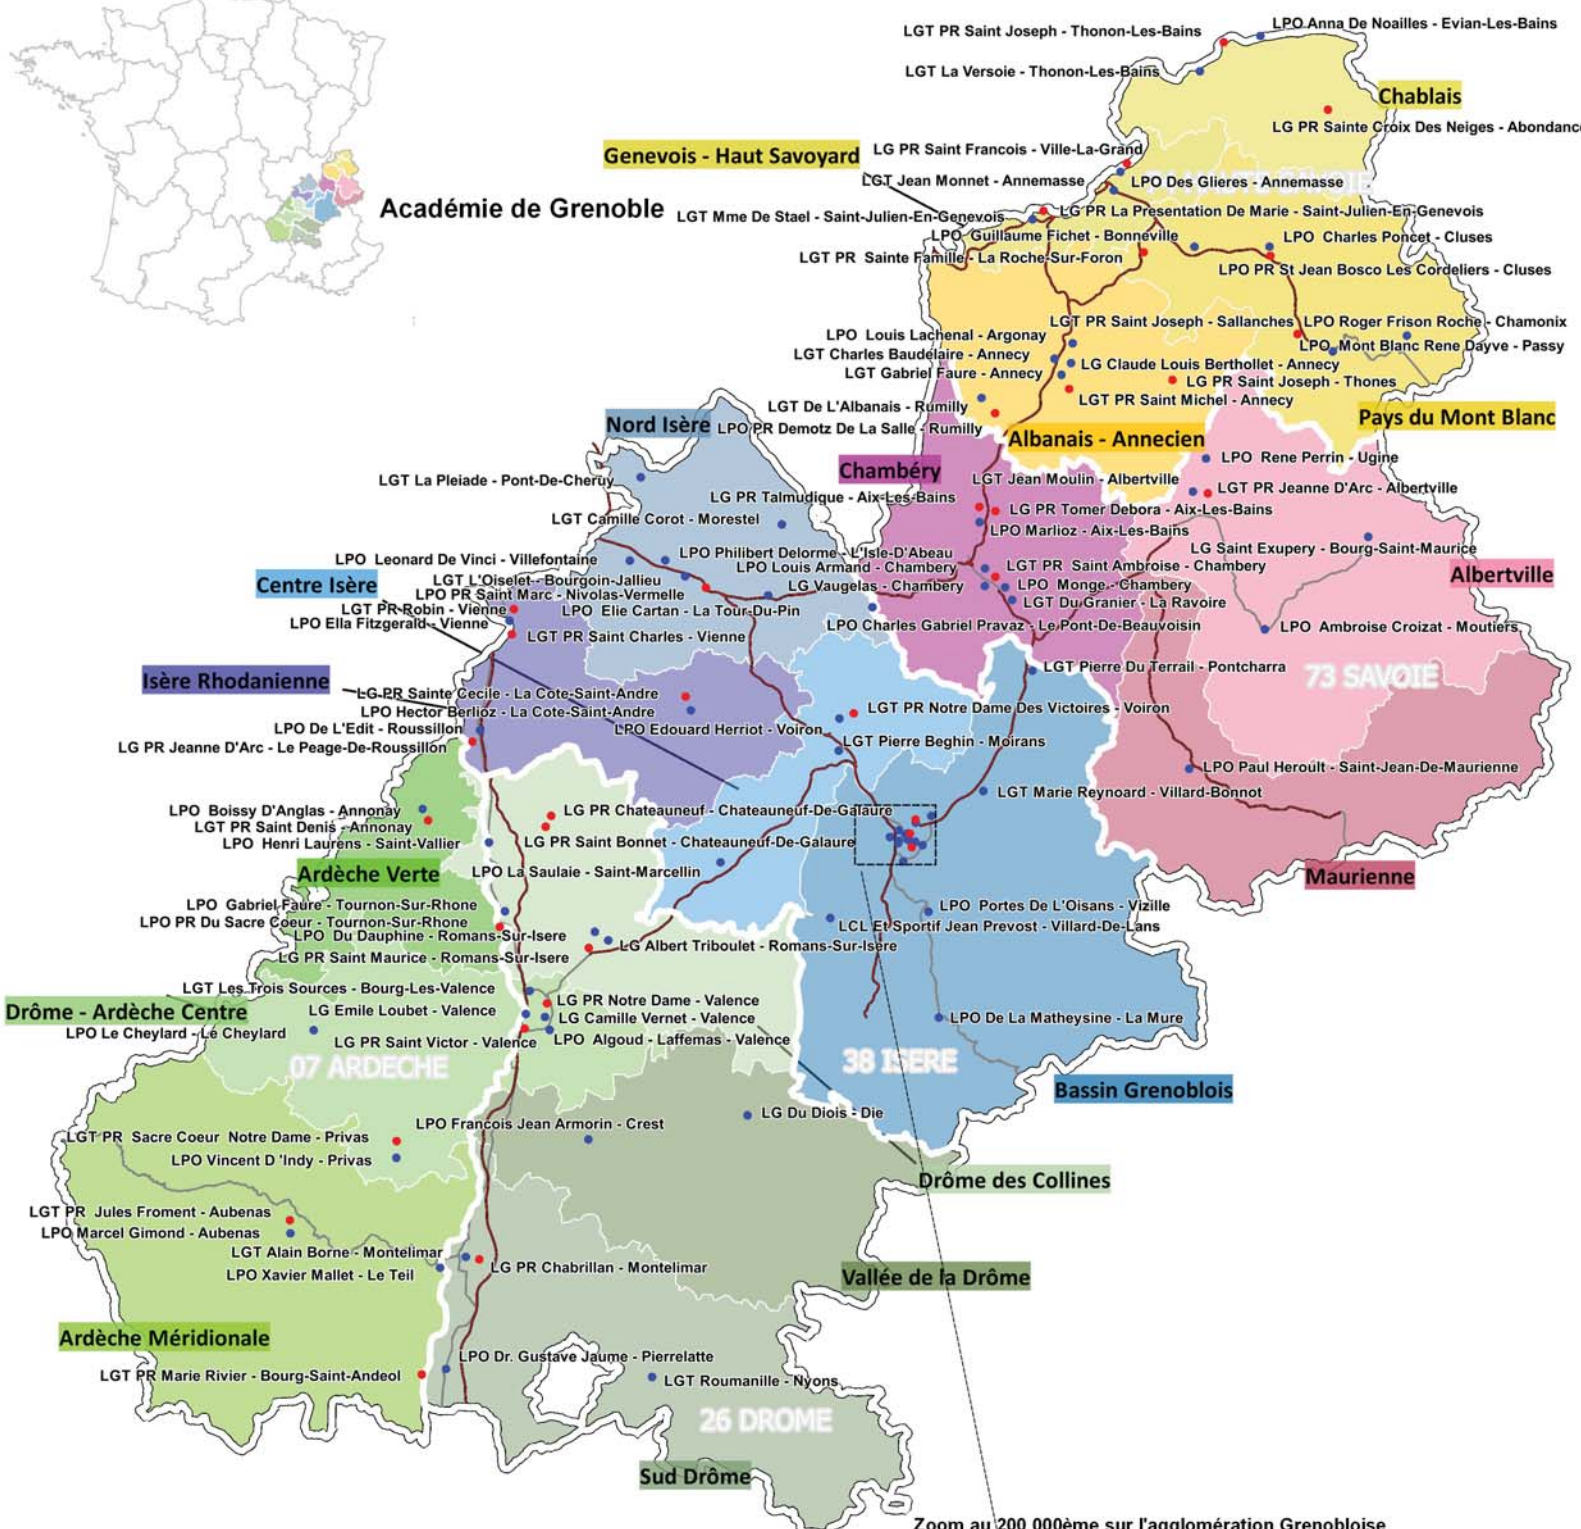 LGT PR Saint Joseph - Thonon-Les-Bains
LPO Anna De Noailles - Evian-Les-Bains
LGT La Versoie - Thonon-Les-Bains
Chablais
LG PR Sainte Croix Des Neiges - Abondance
Genevois - Haut Savoyard
LG PR Saint Francois - Ville-La-Grand
LGT Jean Monnet - Annemasse
LPO Des Glieres - Annemasse
74 HAUTE SAVOIE
Académie de Grenoble
LGT Mme De Stael - Saint-Julien-En-Genevois
LG PR La Presentation De Marie - Saint-Julien-En-Genevois
LPO Guillaume Fichet - Bonneville
LPO Charles Poncet - Cluses
LGT PR Sainte Famille - La Roche-Sur-Foron
LPO PR St Jean Bosco Les Cordeliers - Cluses
LPO Louis Lachenal - Argonay
LGT PR Saint Joseph - Sallanches
LPO Roger Frison Roche - Chamonix
LGT Charles Baudelaire - Annecy
LPO Mont Blanc Rene Dayve - Passy
LG Claude Louis Berthollet - Annecy
LGT Gabriel Faure - Annecy
LG PR Saint Joseph - Thones
LGT PR Saint Michel - Annecy
LGT De L'Albanais - Rumilly
Pays du Mont Blanc
Nord Isère
LPO PR Demotz De La Salle - Rumilly
Albanais - Annecien
LPO Rene Perrin - Ugine
Chambéry
LGT La Pleiade - Pont-De-Cheruy
LGT Jean Moulin - Albertville
LGT PR Jeanne D'Arc - Albertville
LG PR Talmudique - Aix-Les-Bains
LG PR Tomer Debora - Aix-Les-Bains
LGT Camille Corot - Morestel
LPO Marlioz - Aix-Les-Bains
LG Saint Exupery - Bourg-Saint-Maurice
LPO Leonard De Vinci - Villefontaine
LPO Philibert Delorme - L'Isle-D'Abeau
LPO Louis Armand - Chambery
LGT PR Saint Ambroise - Chambery
Albertville
Centre Isère
LGT L'Oiselet - Bourgoin-Jallieu
LG Vaugelas - Chambery
LPO Monge - Chambery
LPO PR Saint Marc - Nivolas-Vermelle
LGT Du Granier - La Ravoire
LGT PR Robin - Vienne
LPO Elie Cartan - La Tour-Du-Pin
LPO Ella Fitzgerald - Vienne
LPO Charles Gabriel Pravaz - Le Pont-De-Beauvoisin
LPO Ambroise Croizat - Moutiers
LGT PR Saint Charles - Vienne
LGT Pierre Du Terrail - Pontcharra
73 SAVOIE
Isère Rhodanienne
LG PR Sainte Cecile - La Cote-Saint-Andre
LGT PR Notre Dame Des Victoires - Voiron
LPO Hector Berlioz - La Cote-Saint-Andre
LPO De L'Edit - Roussillon
LPO Edouard Herriot - Voiron
LGT Pierre Beghin - Moirans
LG PR Jeanne D'Arc - Le Peage-De-Roussillon
LPO Paul Heroult - Saint-Jean-De-Maurienne
LGT Marie Reynoard - Villard-Bonnot
LPO Boissy D'Anglas - Annonay
LG PR Chateauneuf - Chateauneuf-De-Galaure
LGT PR Saint Denis - Annonay
LPO Henri Laurens - Saint-Vallier
LG PR Saint Bonnet - Chateauneuf-De-Galaure
Ardèche Verte
LPO La Saulaie - Saint-Marcellin
Maurienne
LPO Gabriel Faure - Tournon-Sur-Rhone
LPO Portes De L'Oisans - Vizille
LPO PR Du Sacre Coeur - Tournon-Sur-Rhone
LCL Et Sportif Jean Prevost - Villard-De-Lans
LPO Du Dauphine - Romans-Sur-Isere
LG Albert Triboulet - Romans-Sur-Isere
LG PR Saint Maurice - Romans-Sur-Isere
LGT Les Trois Sources - Bourg-Les-Valence
LG PR Notre Dame - Valence
Drôme - Ardèche Centre
LG Emile Loubet - Valence
LG Camille Vernet - Valence
LPO De La Matheysine - La Mure
LPO Le Cheylard - Le Cheylard
LG PR Saint Victor - Valence
LPO Algoud - Laffemas - Valence
07 ARDECHE
38 ISERE
Bassin Grenoblois
LG Du Diois - Die
LPO Francois Jean Armorin - Crest
LGT PR Sacre Coeur Notre Dame - Privas
LPO Vincent D 'Indy - Privas
Drôme des Collines
LGT PR Jules Froment - Aubenas
LPO Marcel Gimond - Aubenas
LGT Alain Borne - Montelimar
LG PR Chabrillan - Montelimar
LPO Xavier Mallet - Le Teil
Vallée de la Drôme
Ardèche Méridionale
LPO Dr. Gustave Jaume - Pierrelatte
LGT PR Marie Rivier - Bourg-Saint-Andeol
LGT Roumanille - Nyons
26 DROME
Sud Drôme
Zoom au 200 000ème sur l'agglomération Grenobloise